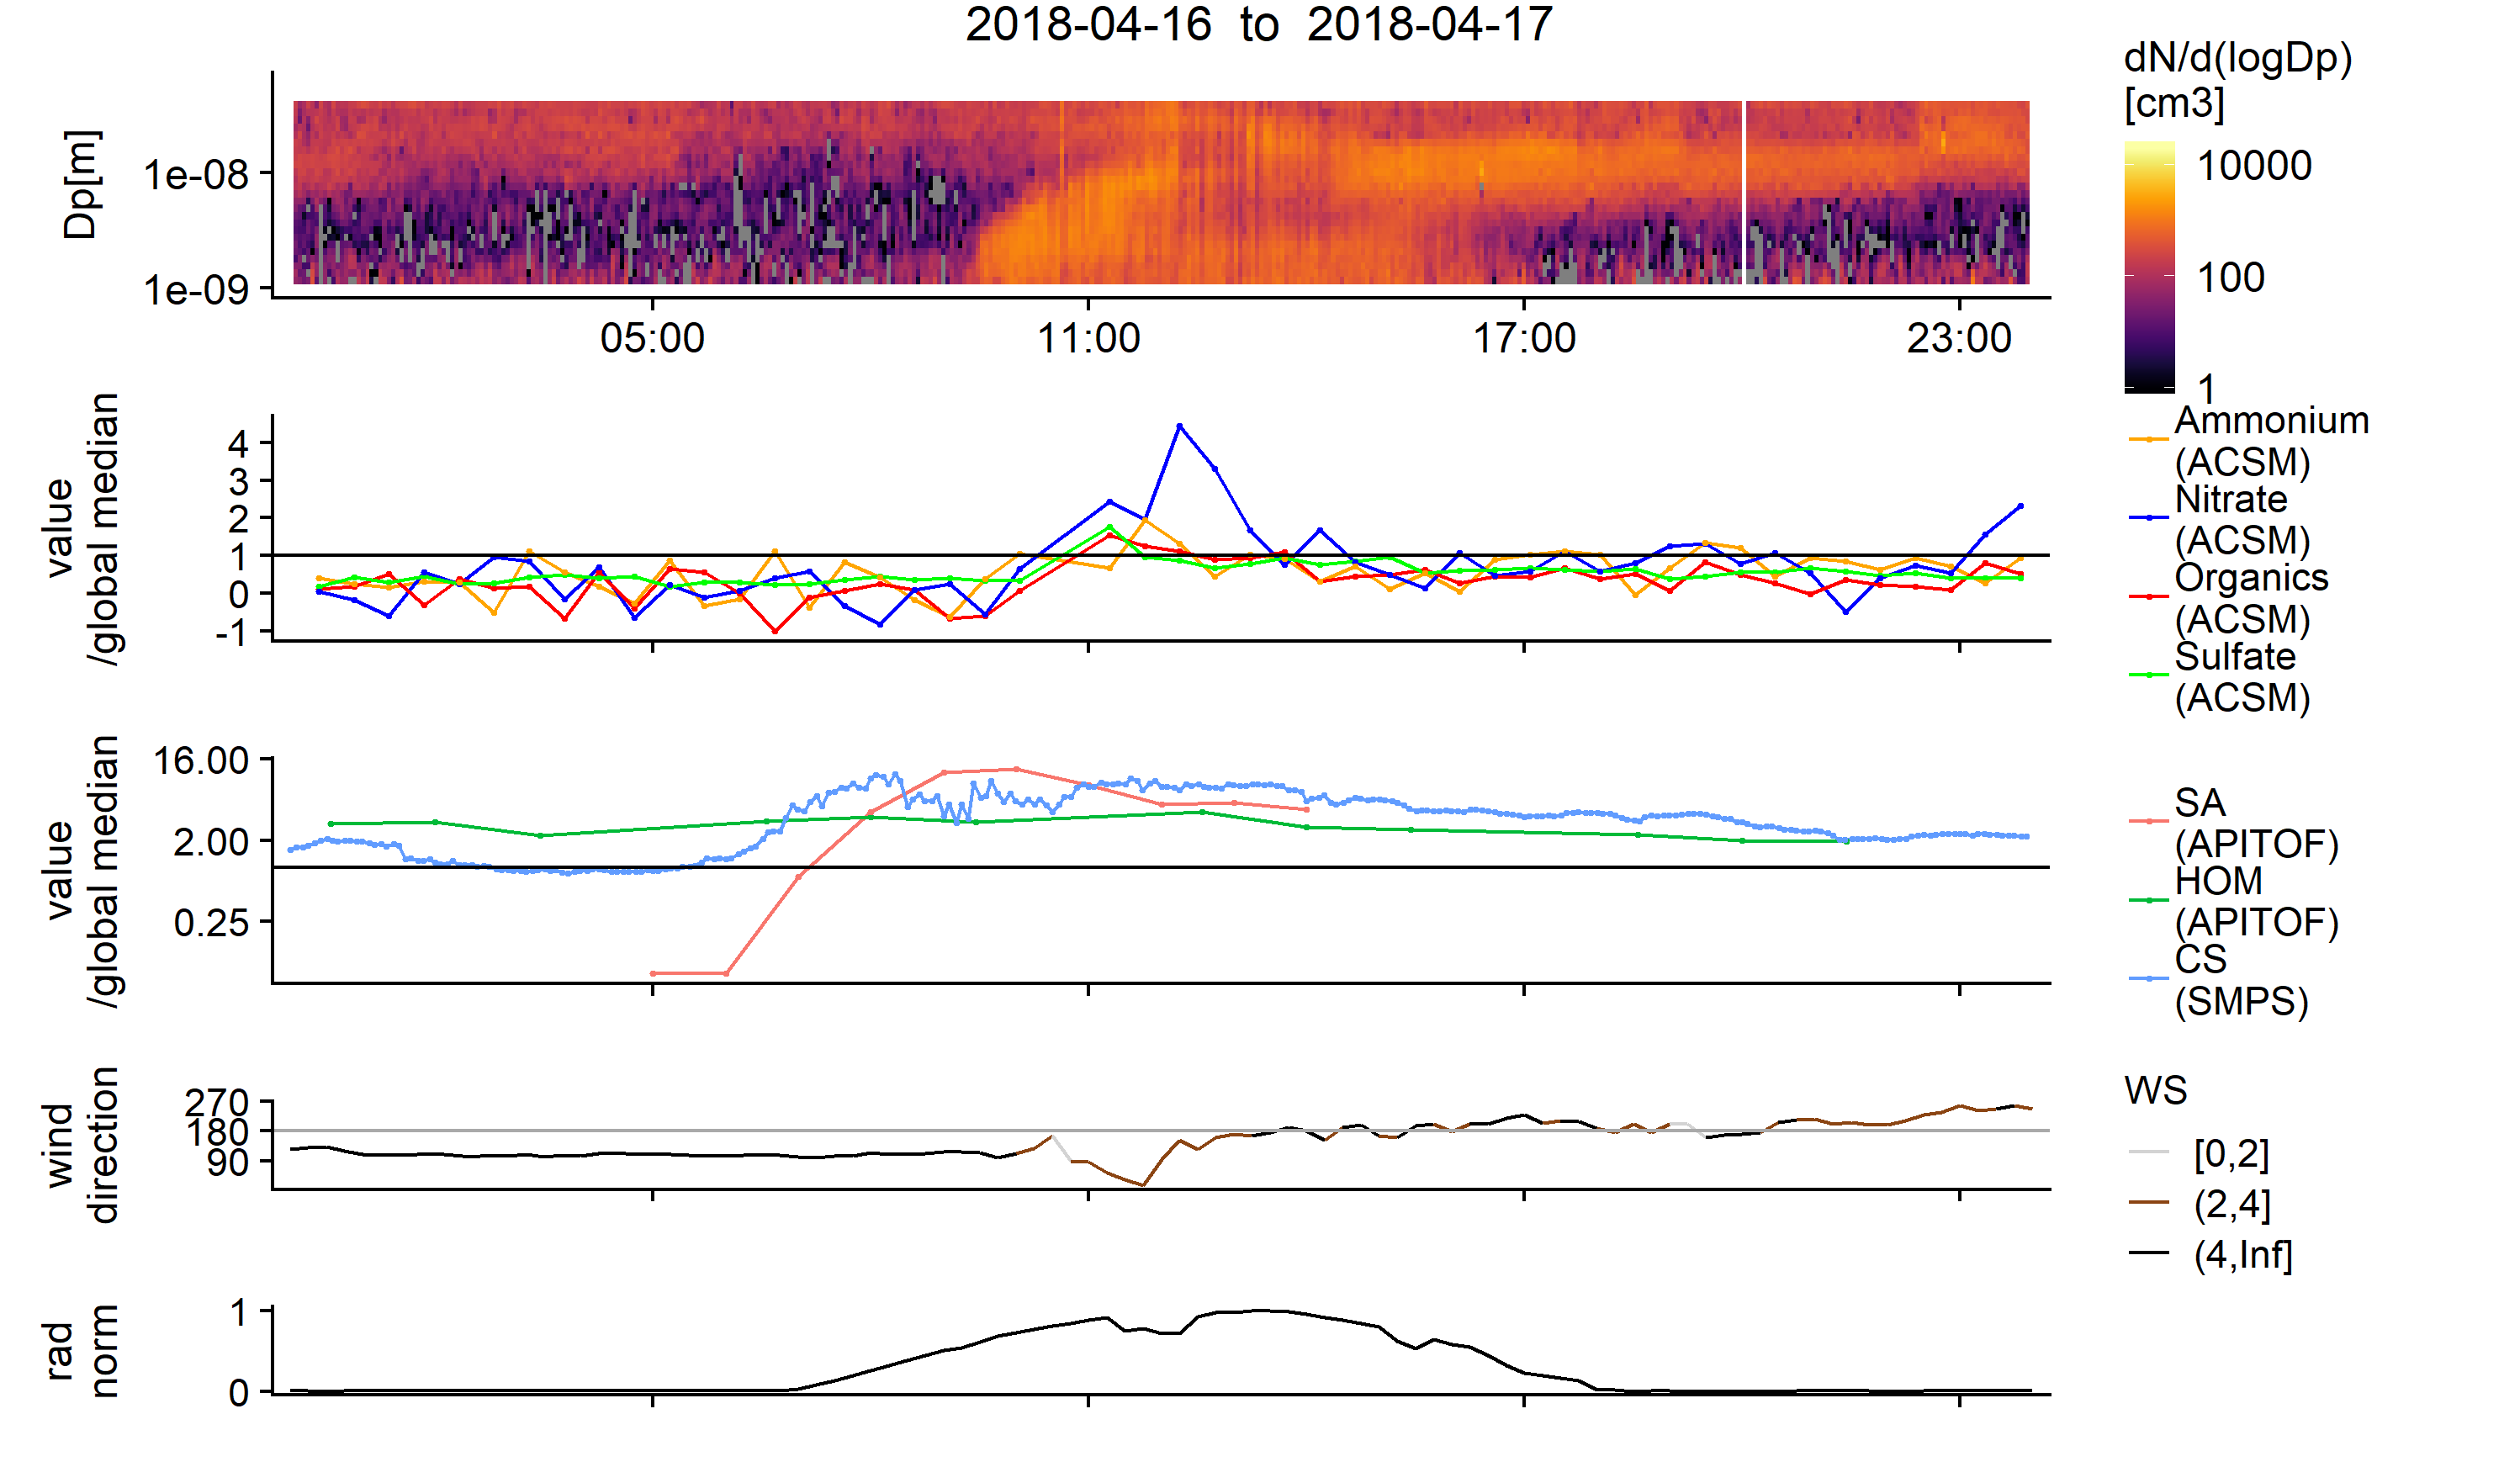 2018-04-16 to 2018-04-17
Dp[m]
1e-08
1e-09
05:00
11:00
17:00
23:00
dN/d(logDp)
[cm3]
10000
100
1
value
/global median
4
3
2
1
0
-1
Ammonium
(ACSM)
Nitrate
(ACSM)
Organics
(ACSM)
Sulfate
(ACSM)
value
/global median
16.00
2.00
0.25
SA
(APITOF)
HOM
(APITOF)
CS
(SMPS)
wind
direction
270
180
90
WS
[0,2]
(2,4]
(4,Inf]
rad
norm
1
0